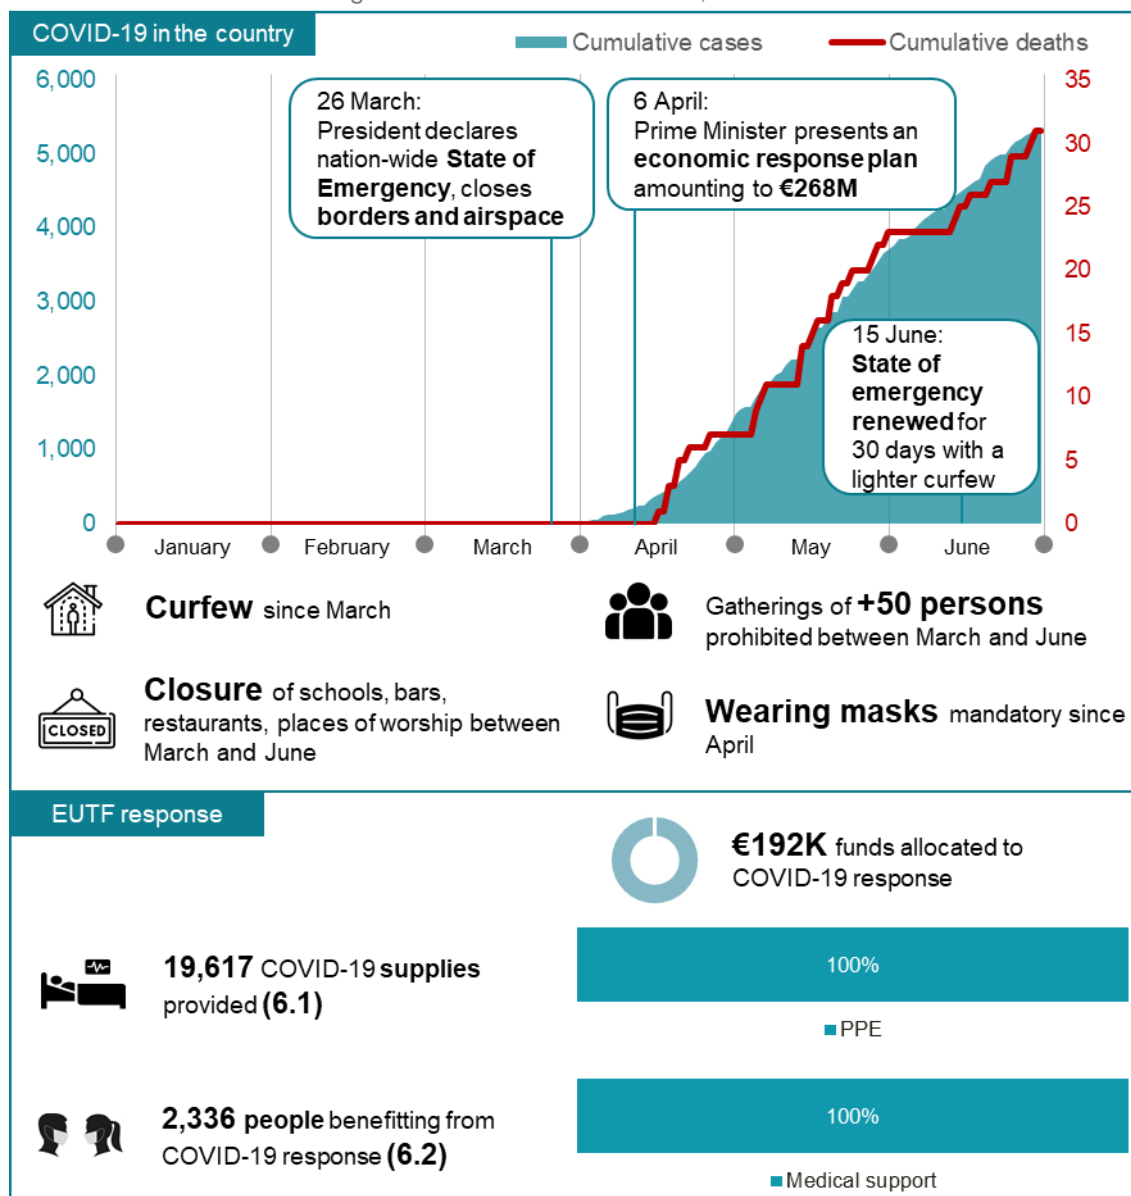 COVID-19 in the country
Cumulative cases
Cumulative deaths
6,000
5,000
4,000
3,000
2,000
1,000
0
35
30
25
20
15
10
5
0
26 March:
President declares
nation-wide State of
Emergency, closes
borders and airspace
6 April:
Prime Minister presents an
economic response plan
amounting to €268M
15 June:
State of
emergency
renewed for
30 days with a
lighter curfew
January
February
March
April
May
June
Curfew since March
Gatherings of +50 persons
prohibited between March and June
CLOSED
Closure of schools, bars,
restaurants, places of worship between
March and June
Wearing masks mandatory since
April
EUTF response
€192K funds allocated to
COVID-19 response
19,617 COVID-19 supplies
provided (6.1)
100%
PPE
2,336 people benefitting from
COVID-19 response (6.2)
100%
Medical support